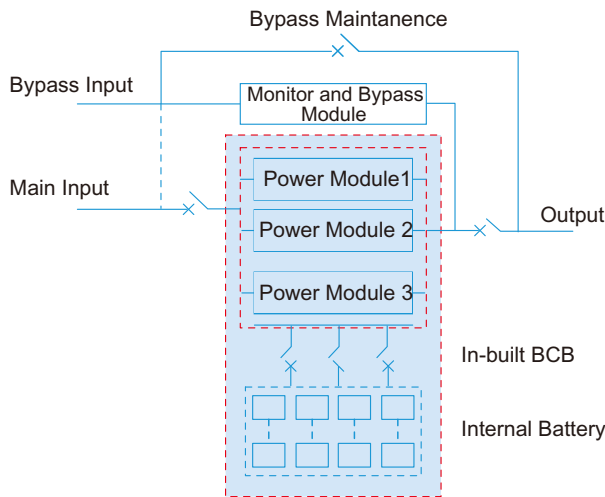 Bypass Maintanence
Bypass Input
Monitor and Bypass
Module
Main Input
Power Module1
Power Module 2
Output
Power Module 3
In-built BCB
Internal Battery